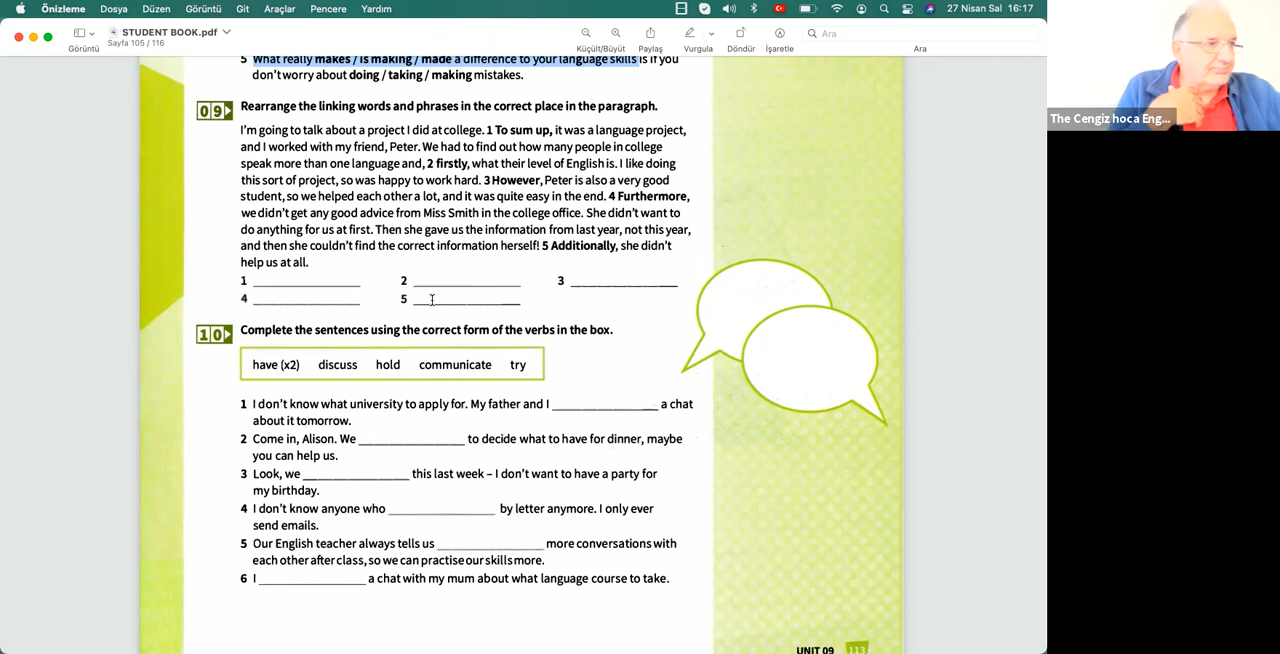 Önizleme Dosya Düzen Görüntü Git Araçlar Pencere Yardım 27 Nisan Sal 16:17
STUDENT BOOK.pdf
Sayfa 105 / 116
Görüntü Küçült/Büyüt Paylaş Vurgula Döndür İşaretle Ara Ara
The Cengiz hoca Eng...
5 What really makes / is making / made a difference to your language skills is if you
don't worry about doing / taking / making mistakes.
09 Rearrange the linking words and phrases in the correct place in the paragraph.
I'm going to talk about a project I did at college. 1 To sum up, it was a language project,
and I worked with my friend, Peter. We had to find out how many people in college
speak more than one language and, 2 firstly, what their level of English is. I like doing
this sort of project, so was happy to work hard. 3 However, Peter is also a very good
student, so we helped each other a lot, and it was quite easy in the end. 4 Furthermore,
we didn't get any good advice from Miss Smith in the college office. She didn't want to
do anything for us at first. Then she gave us the information from last year, not this year,
and then she couldn't find the correct information herself! 5 Additionally, she didn't
help us at all.
1 ________________ 2 ________________ 3 ________________
4 ________________ 5 ________________
10 Complete the sentences using the correct form of the verbs in the box.
have (x2) discuss hold communicate try
1 I don't know what university to apply for. My father and I ________________ a chat
about it tomorrow.
2 Come in, Alison. We ________________ to decide what to have for dinner, maybe
you can help us.
3 Look, we ________________ this last week – I don't want to have a party for
my birthday.
4 I don't know anyone who ________________ by letter anymore. I only ever
send emails.
5 Our English teacher always tells us ________________ more conversations with
each other after class, so we can practise our skills more.
6 I ________________ a chat with my mum about what language course to take.
UNIT 09 113